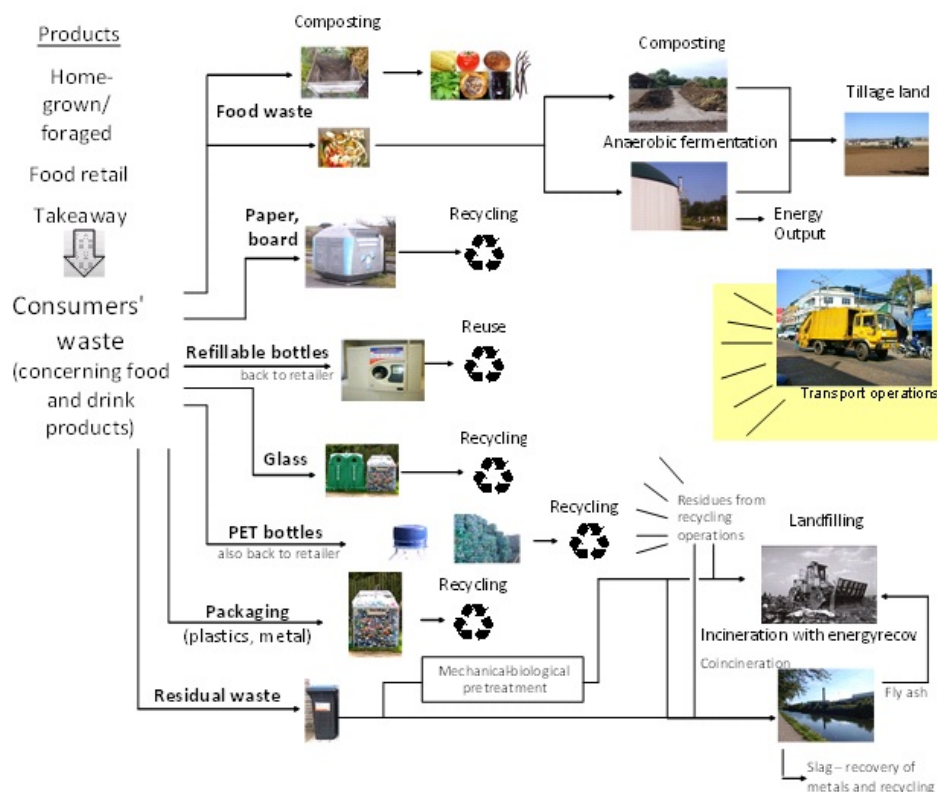 Products
Home-
grown/
foraged
Food retail
Takeaway
Consumers'
waste
(concerning food
and drink
products)
Composting
Food waste
Composting
Anaerobic fermentation
Tillage land
Energy
Output
Paper,
board
Recycling
Refillable bottles
back to retailer
Reuse
Transport operations
Glass
Recycling
PET bottles
also back to retailer
Recycling
Residues from
recycling
operations
Landfilling
Packaging
(plastics, metal)
Recycling
Incineration with energyrecov.
Coincineration
Mechanical-biological
pretreatment
Fly ash
Residual waste
Slag – recovery of
metals and recycling